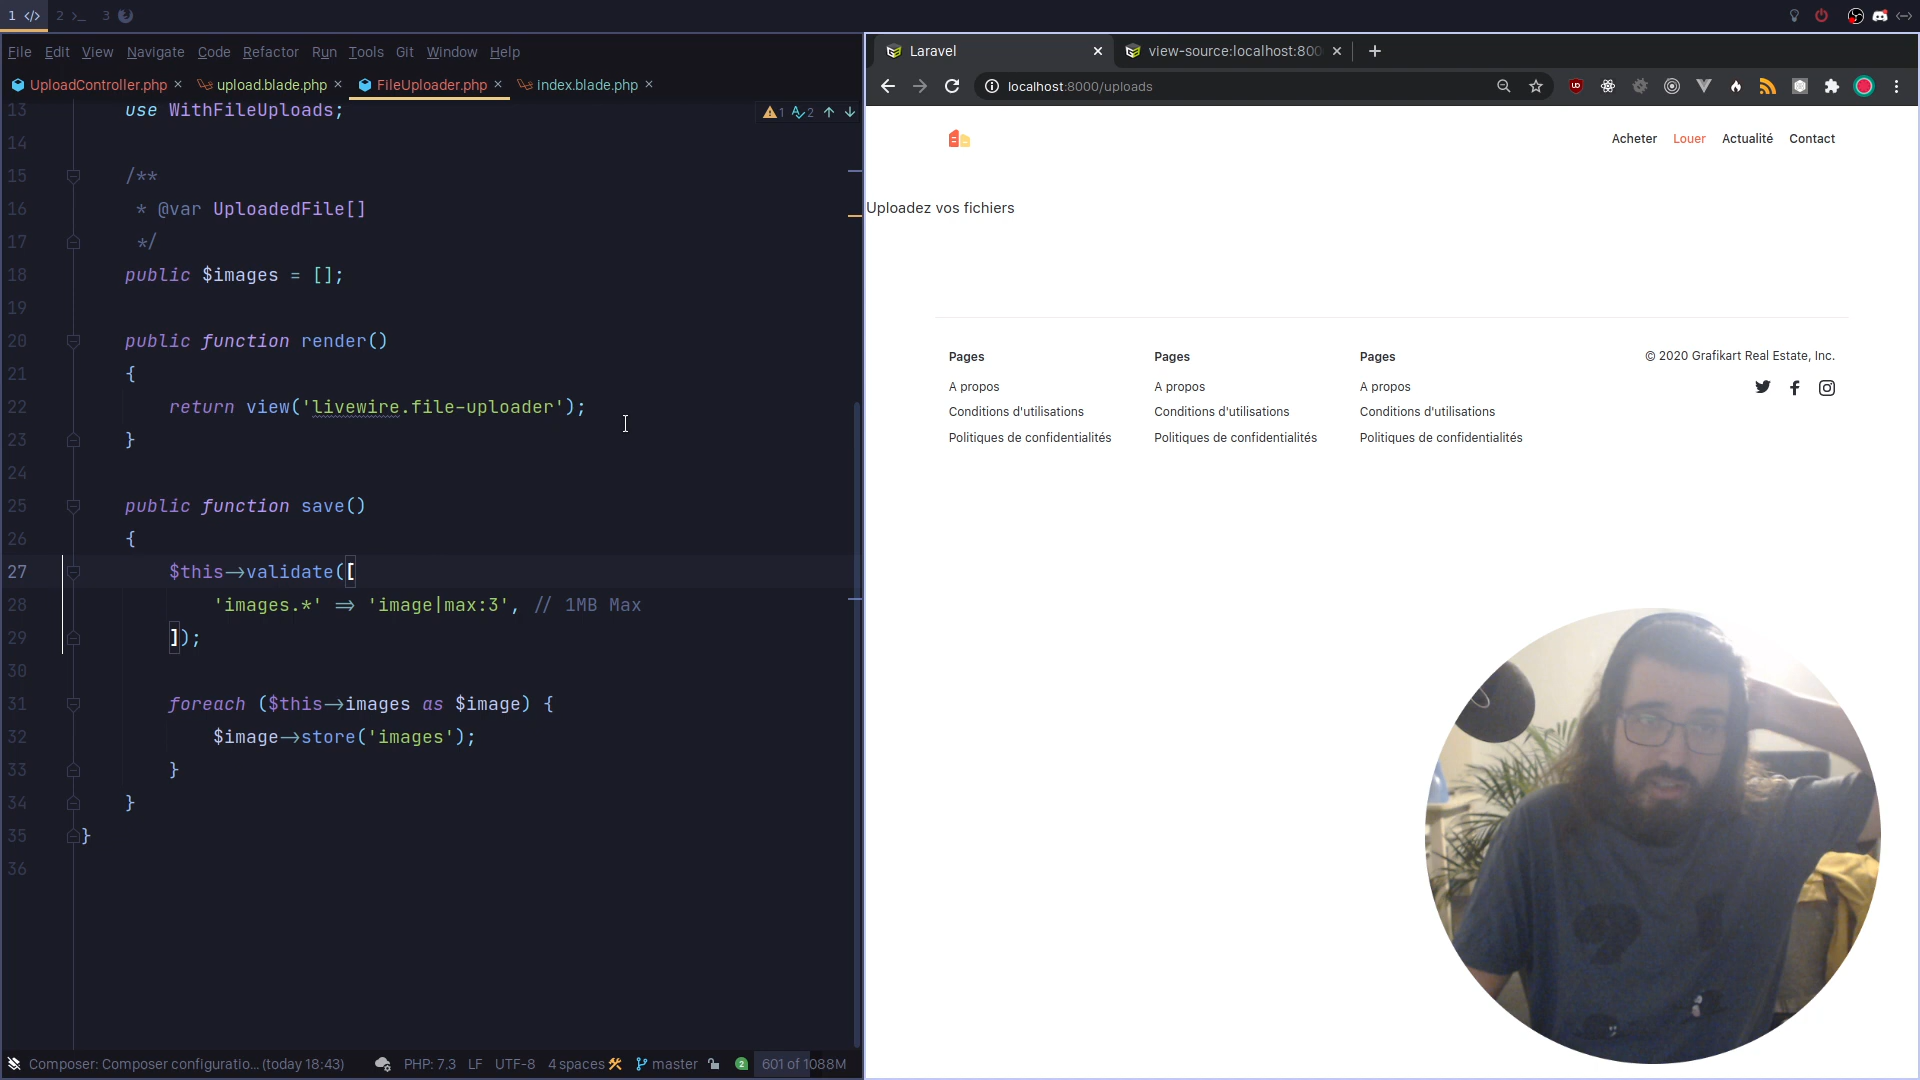 1 </> 2 >_ 3
File Edit View Navigate Code Refactor Run Tools Git Window Help
UploadController.php × upload.blade.php × FileUploader.php × index.blade.php ×
13 use WithFileUploads;
1 2
14
15 /**
16 * @var UploadedFile[]
17 */
18 public $images = [];
19
20 public function render()
21 {
22 return view('livewire.file-uploader');
23 }
24
25 public function save()
26 {
27 $this->validate([
28 'images.*' => 'image|max:3', // 1MB Max
29 ]);
30
31 foreach ($this->images as $image) {
32 $image->store('images');
33 }
34 }
35 }
36
Composer: Composer configuratio... (today 18:43) PHP: 7.3 LF UTF-8 4 spaces master 2 601 of 1088M
Laravel × view-source:localhost:800 × +
localhost:8000/uploads
Acheter Louer Actualité Contact
Uploadez vos fichiers
Pages
A propos
Conditions d'utilisations
Politiques de confidentialités
Pages
A propos
Conditions d'utilisations
Politiques de confidentialités
Pages
A propos
Conditions d'utilisations
Politiques de confidentialités
© 2020 Grafikart Real Estate, Inc.